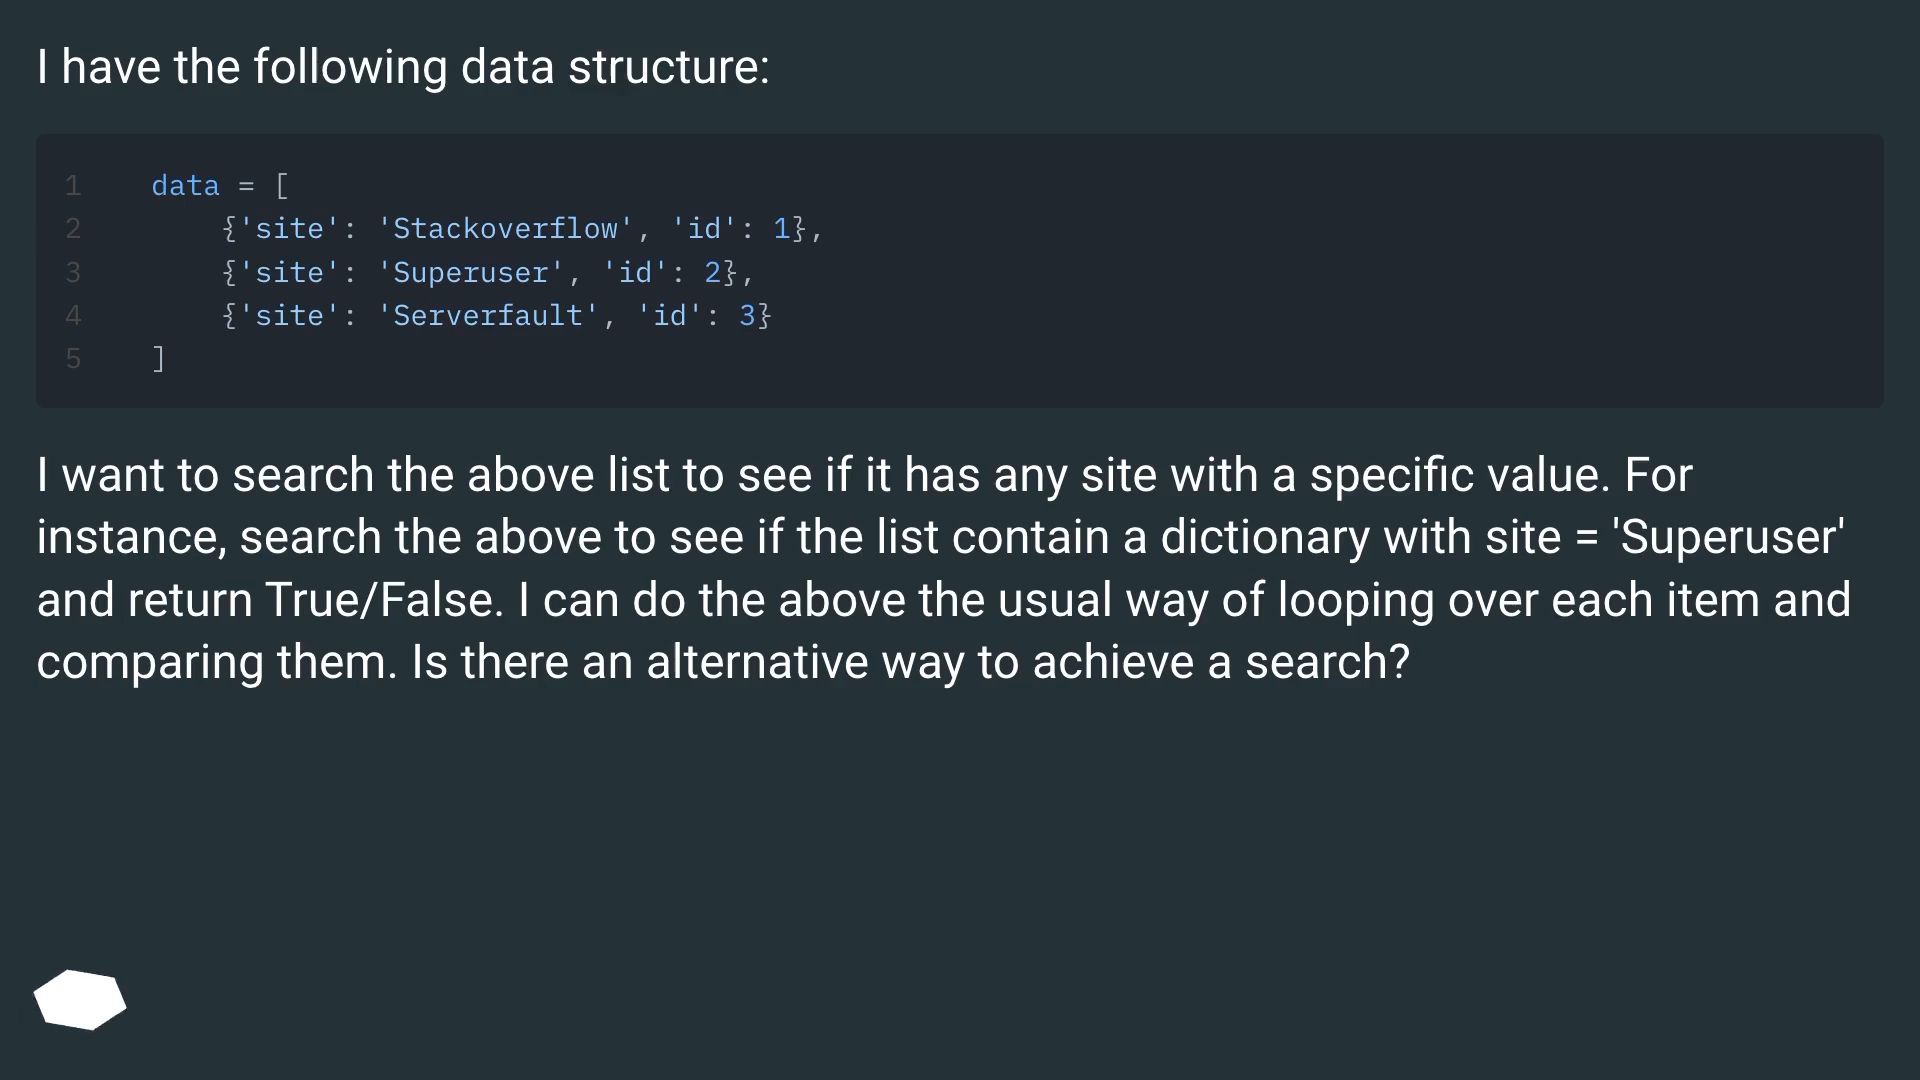 I have the following data structure:
1 data = [
2 {'site': 'Stackoverflow', 'id': 1},
3 {'site': 'Superuser', 'id': 2},
4 {'site': 'Serverfault', 'id': 3}
5 ]
I want to search the above list to see if it has any site with a specific value. For
instance, search the above to see if the list contain a dictionary with site = 'Superuser'
and return True/False. I can do the above the usual way of looping over each item and
comparing them. Is there an alternative way to achieve a search?